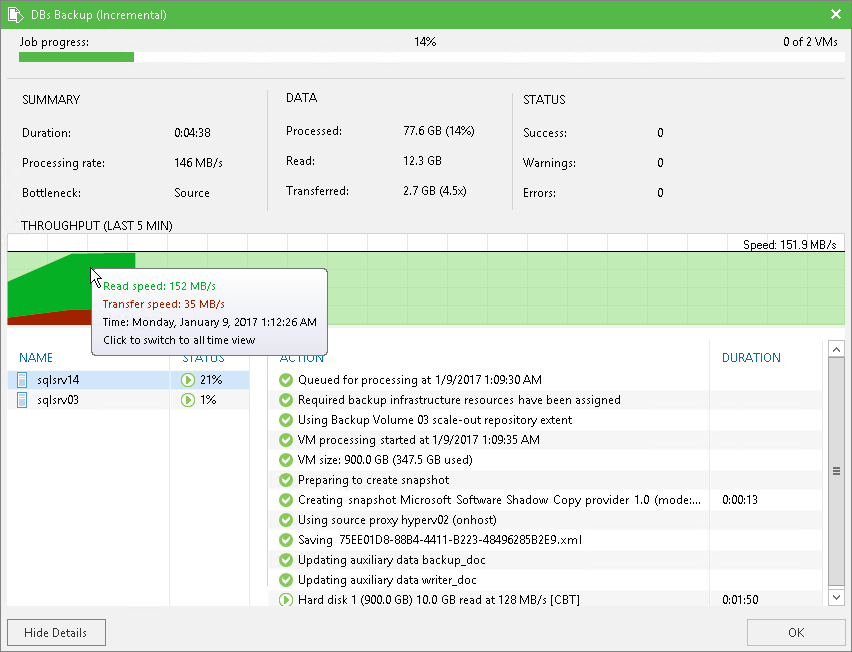 DBs Backup (Incremental)
Job progress: 14% 0 of 2 VMs
SUMMARY
Duration: 0:04:38
Processing rate: 146 MB/s
Bottleneck: Source
DATA
Processed: 77.6 GB (14%)
Read: 12.3 GB
Transferred: 2.7 GB (4.5x)
STATUS
Success: 0
Warnings: 0
Errors: 0
THROUGHPUT (LAST 5 MIN)
Speed: 151.9 MB/s
Read speed: 152 MB/s
Transfer speed: 35 MB/s
Time: Monday, January 9, 2017 1:12:26 AM
Click to switch to all time view
NAME STATUS
sqlsrv14 21%
sqlsrv03 1%
ACTION DURATION
Queued for processing at 1/9/2017 1:09:30 AM
Required backup infrastructure resources have been assigned
Using Backup Volume 03 scale-out repository extent
VM processing started at 1/9/2017 1:09:35 AM
VM size: 900.0 GB (347.5 GB used)
Preparing to create snapshot
Creating snapshot Microsoft Software Shadow Copy provider 1.0 (mode:... 0:00:13
Using source proxy hyperv02 (onhost)
Saving 75EE01D8-88B4-4411-B223-48496285B2E9.xml
Updating auxiliary data backup_doc
Updating auxiliary data writer_doc
Hard disk 1 (900.0 GB) 10.0 GB read at 128 MB/s [CBT] 0:01:50
Hide Details
OK